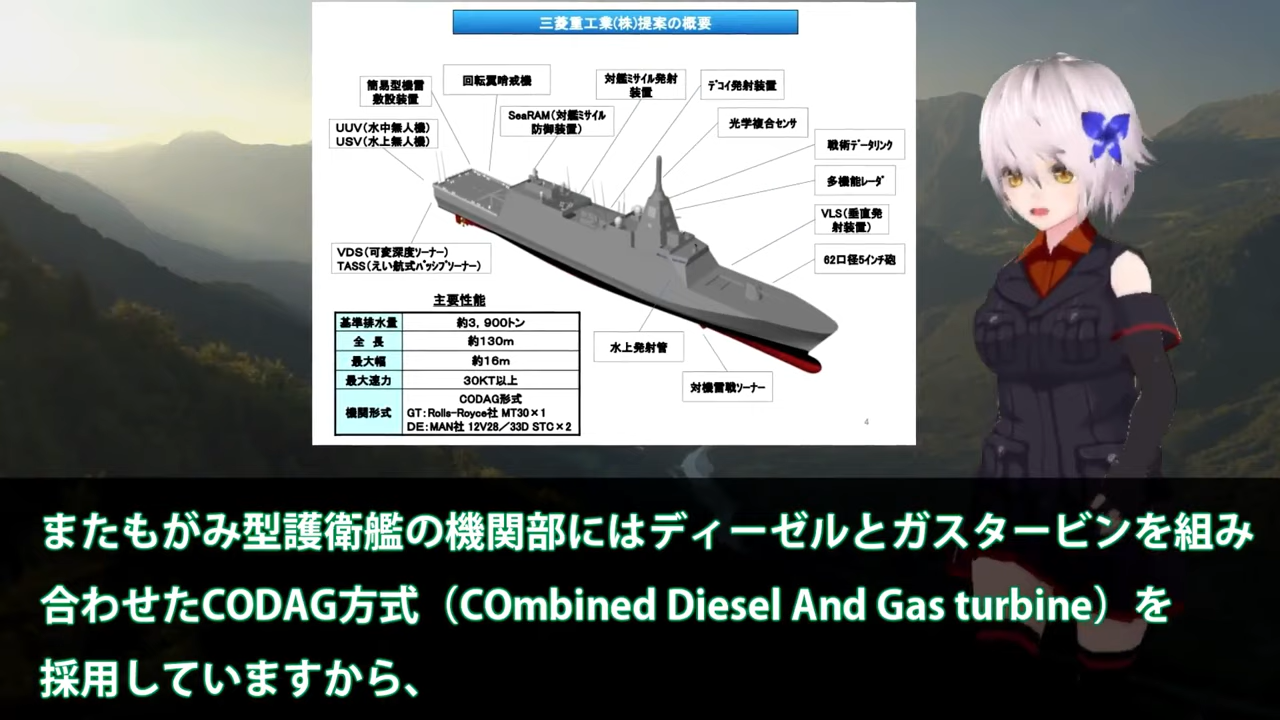 三菱重工業(株)提案の概要
簡易型機雷
敷設装置
回転翼哨戒機
対艦ﾐｻｲﾙ発射
装置
ﾃﾞｺｲ発射装置
SeaRAM(対艦ﾐｻｲﾙ
防御装置)
光学複合ｾﾝｻ
UUV(水中無人機)
USV(水上無人機)
戦術ﾃﾞｰﾀﾘﾝｸ
多機能ﾚｰﾀﾞ
VLS(垂直発
射装置)
62口径5ｲﾝﾁ砲
VDS(可変深度ｿｰﾅｰ)
TASS(えい航式ﾊﾟｯｼﾌﾞｿｰﾅｰ)
水上発射管
対機雷戦ｿｰﾅｰ
主要性能
基準排水量 約3，900トン
全 長 約130m
最大幅 約16m
最大速力 30KT以上
機関形式 CODAG形式
GT：Rolls-Royce社 MT30×1
DE：MAN社 12V28／33D STC×2
4
またもがみ型護衛艦の機関部にはディーゼルとガスタービンを組み
合わせたCODAG方式（COmbined Diesel And Gas turbine）を
採用していますから、